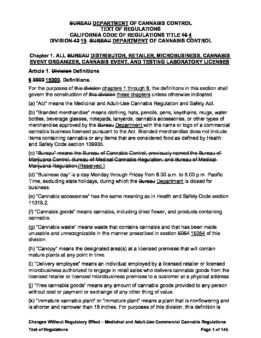 BUREAU DEPARTMENT OF CANNABIS CONTROL
TEXT OF REGULATIONS
CALIFORNIA CODE OF REGULATIONS TITLE 16 4
DIVISION 42 19. BUREAU DEPARTMENT OF CANNABIS CONTROL
Chapter 1. ALL BUREAU DISTRIBUTOR, RETAILER, MICROBUSINESS, CANNABIS
EVENT ORGANIZER, CANNABIS EVENT, AND TESTING LABORATORY LICENSES
Article 1. Division Definitions
§ 5000 15000. Definitions.
For the purposes of this division chapters 1 through 8, the definitions in this section shall
govern the construction of this division these chapters unless otherwise indicated.
(a) "Act" means the Medicinal and Adult-Use Cannabis Regulation and Safety Act.
(b) "Branded merchandise" means clothing, hats, pencils, pens, keychains, mugs, water
bottles, beverage glasses, notepads, lanyards, cannabis accessories, or other types of
merchandise approved by the Bureau Department with the name or logo of a commercial
cannabis business licensed pursuant to the Act. Branded merchandise does not include
items containing cannabis or any items that are considered food as defined by Health
and Safety Code section 109935.
(c) "Bureau" means the Bureau of Cannabis Control, previously named the Bureau of
Marijuana Control, Bureau of Medical Cannabis Regulation, and Bureau of Medical
Marijuana Regulation.[Reserved.]
(d) "Business day" is a day Monday through Friday from 8:00 a.m. to 5:00 p.m. Pacific
Time, excluding state holidays, during which the Bureau Department is closed for
business.
(e) "Cannabis accessories" has the same meaning as in Health and Safety Code section
11018.2.
(f) "Cannabis goods" means cannabis, including dried flower, and products containing
cannabis.
(g) "Cannabis waste" means waste that contains cannabis and that has been made
unusable and unrecognizable in the manner prescribed in section 5054 15054 of this
division.
(h) "Canopy" means the designated area(s) at a licensed premises that will contain
mature plants at any point in time.
(i) "Delivery employee" means an individual employed by a licensed retailer or licensed
microbusiness authorized to engage in retail sales who delivers cannabis goods from the
licensed retailer or licensed microbusiness premises to a customer at a physical address.
(j) "Free cannabis goods" means any amount of cannabis goods provided to any person
without cost or payment or exchange of any other thing of value.
(k) "Immature cannabis plant" or "immature plant" means a plant that is nonflowering and
is shorter and narrower than 18 inches. For purposes of this division, this definition is
Changes Without Regulatory Effect – Medicinal and Adult-Use Commercial Cannabis Regulations
Text of Regulations Page 1 of 155